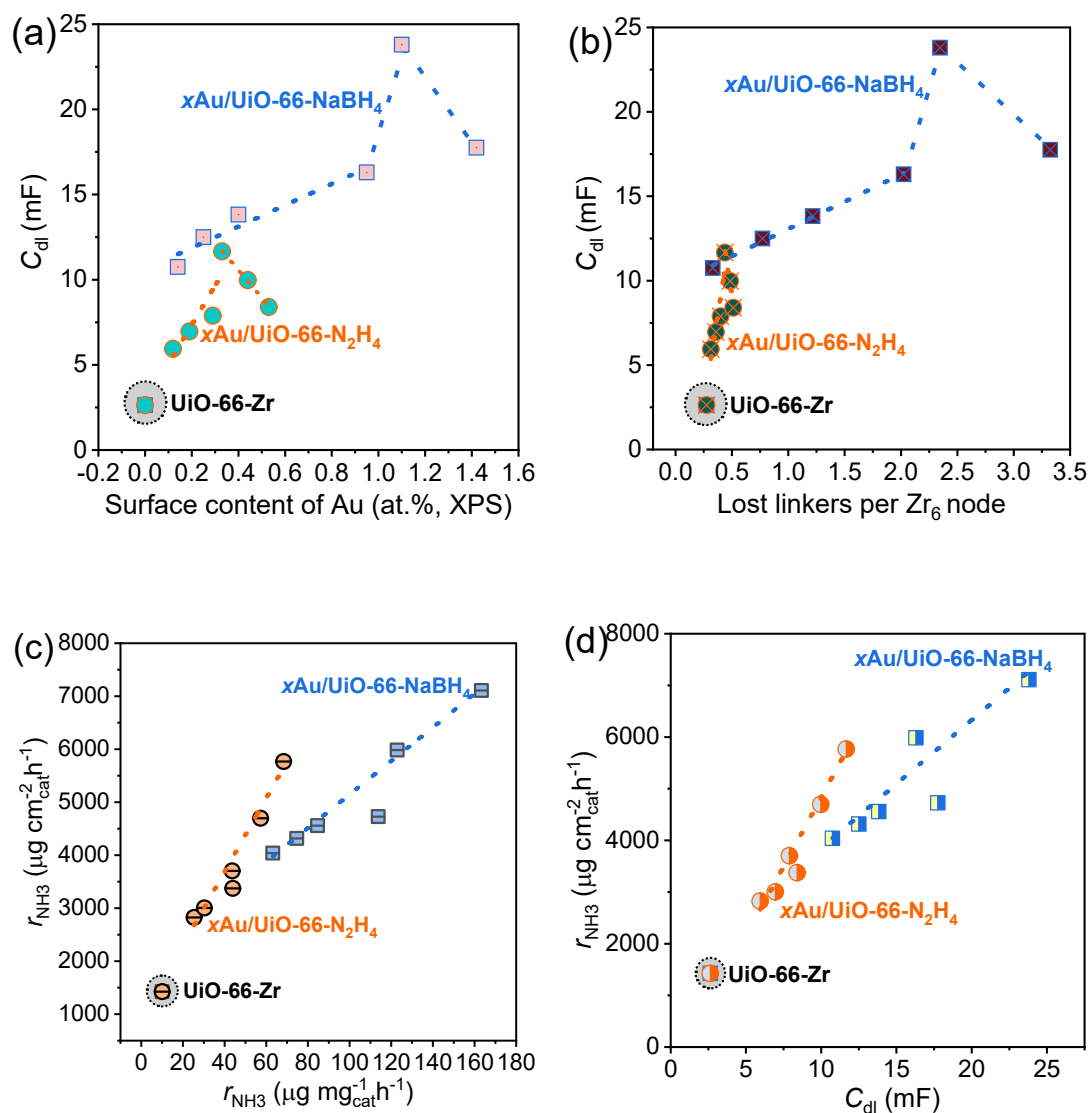 (a)
25
20
15
10
5
0
C_dl (mF)
xAu/UiO-66-NaBH₄
xAu/UiO-66-N₂H₄
UiO-66-Zr
-0.2 0.0 0.2 0.4 0.6 0.8 1.0 1.2 1.4 1.6
Surface content of Au (at.%, XPS)
(b)
25
20
15
10
5
0
C_dl (mF)
xAu/UiO-66-NaBH₄
xAu/UiO-66-N₂H₄
UiO-66-Zr
0.0 0.5 1.0 1.5 2.0 2.5 3.0 3.5
Lost linkers per Zr₆ node
(c)
8000
7000
6000
5000
4000
3000
2000
1000
r_NH3 (μg cm⁻²_cat h⁻¹)
xAu/UiO-66-NaBH₄
xAu/UiO-66-N₂H₄
UiO-66-Zr
0 20 40 60 80 100 120 140 160 180
r_NH3 (μg mg⁻¹_cat h⁻¹)
(d)
8000
6000
4000
2000
0
r_NH3 (μg cm⁻²_cat h⁻¹)
xAu/UiO-66-NaBH₄
xAu/UiO-66-N₂H₄
UiO-66-Zr
0 5 10 15 20 25
C_dl (mF)